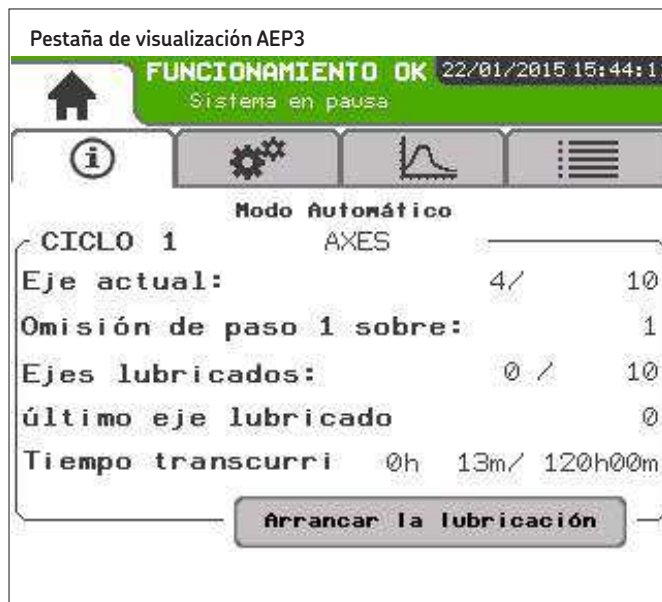 Pestaña de visualización AEP3
FUNCIONAMIENTO OK 22/01/2015 15:44:1
Sistema en pausa
Modo Automático
CICLO 1 AXES
Eje actual: 4/ 10
Omisión de paso 1 sobre: 1
Ejes lubricados: 0 / 10
último eje lubricado 0
Tiempo transcurri 0h 13m/ 120h00m
Arrancar la lubricación